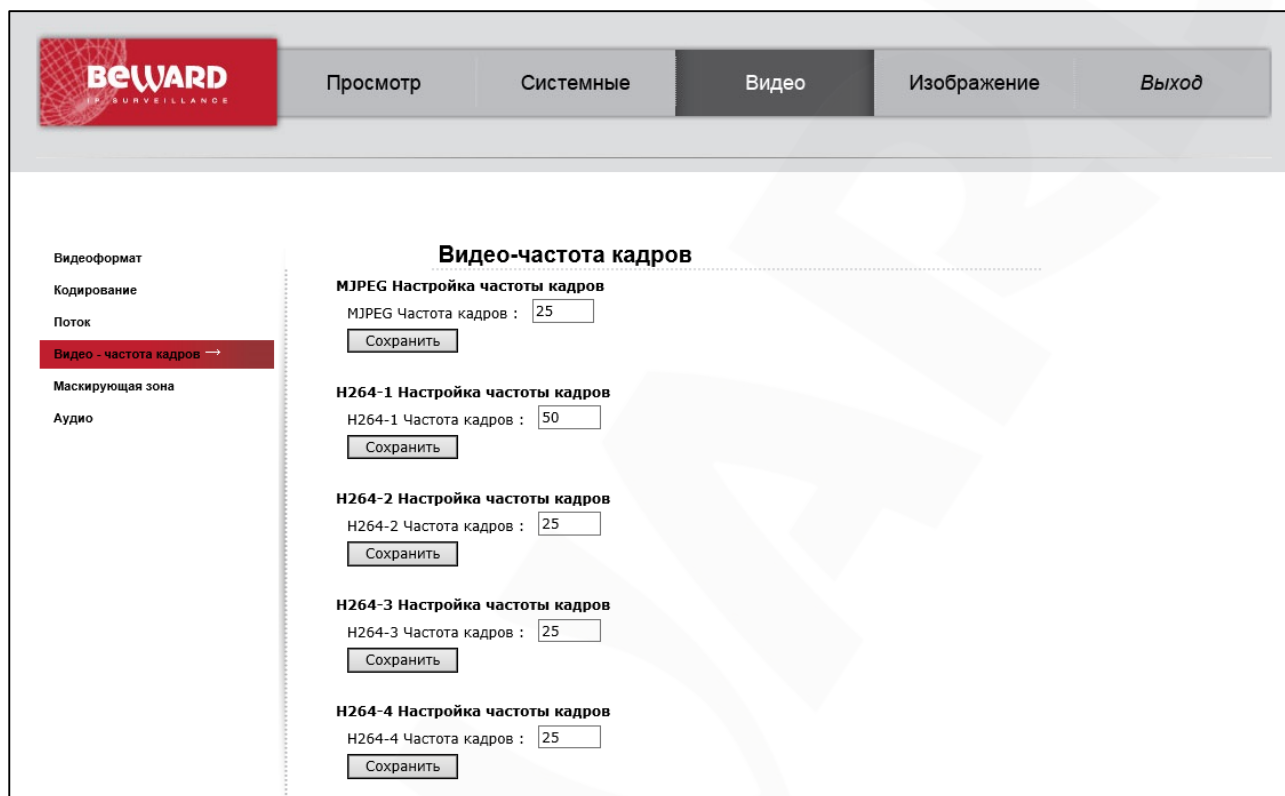 BEWARD
IP SURVEILLANCE
Просмотр Системные Видео Изображение Выход
Видеоформат
Кодирование
Поток
Видео - частота кадров →
Маскирующая зона
Аудио
Видео-частота кадров
MJPEG Настройка частоты кадров
MJPEG Частота кадров : 25
Сохранить
H264-1 Настройка частоты кадров
H264-1 Частота кадров : 50
Сохранить
H264-2 Настройка частоты кадров
H264-2 Частота кадров : 25
Сохранить
H264-3 Настройка частоты кадров
H264-3 Частота кадров : 25
Сохранить
H264-4 Настройка частоты кадров
H264-4 Частота кадров : 25
Сохранить